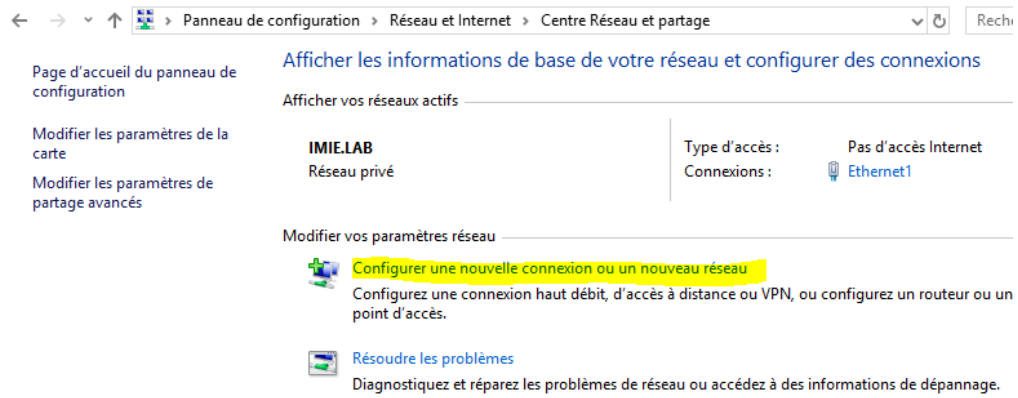 Panneau de configuration > Réseau et Internet > Centre Réseau et partage
Page d'accueil du panneau de
configuration
Modifier les paramètres de la
carte
Modifier les paramètres de
partage avancés
Afficher les informations de base de votre réseau et configurer des connexions
Afficher vos réseaux actifs
IMIE.LAB
Réseau privé
Type d'accès :
Pas d'accès Internet
Connexions :
Ethernet1
Modifier vos paramètres réseau
Configurer une nouvelle connexion ou un nouveau réseau
Configurez une connexion haut débit, d'accès à distance ou VPN, ou configurez un routeur ou un
point d'accès.
Résoudre les problèmes
Diagnostiquez et réparez les problèmes de réseau ou accédez à des informations de dépannage.